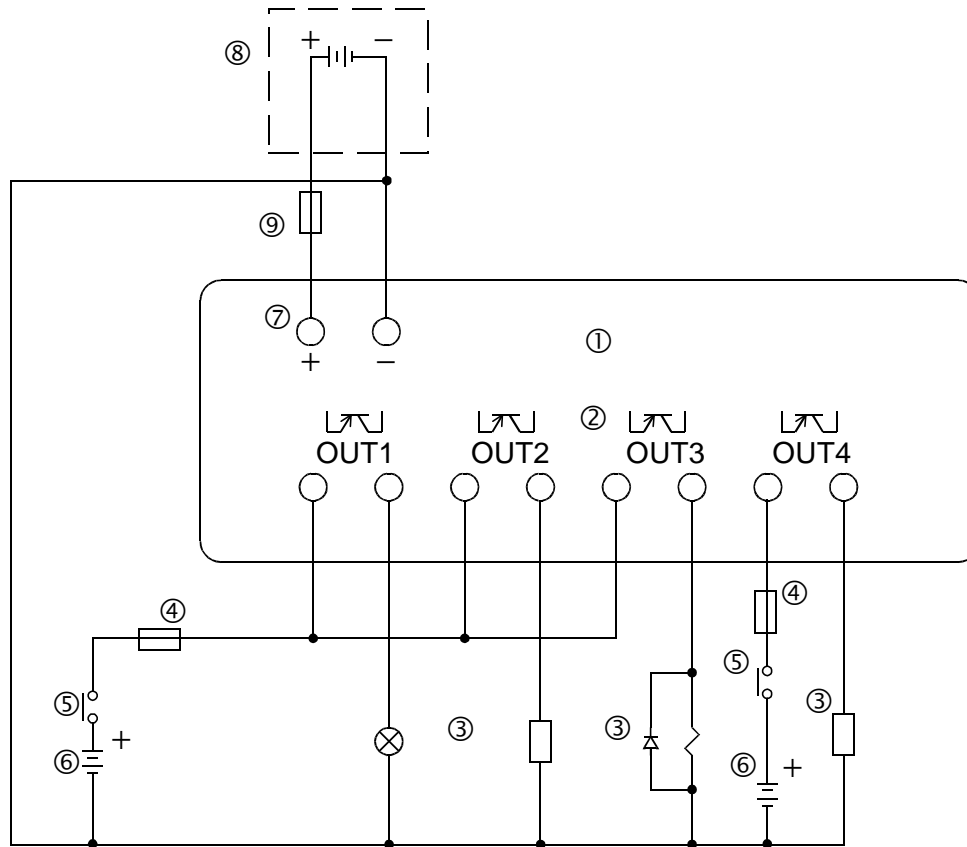 ⑧ + −
⑨
⑦
+ −
①
②
OUT1 OUT2 OUT3 OUT4
④ ④
⑤ ⑤
③ ③ ③
⑥ + ⑥ +